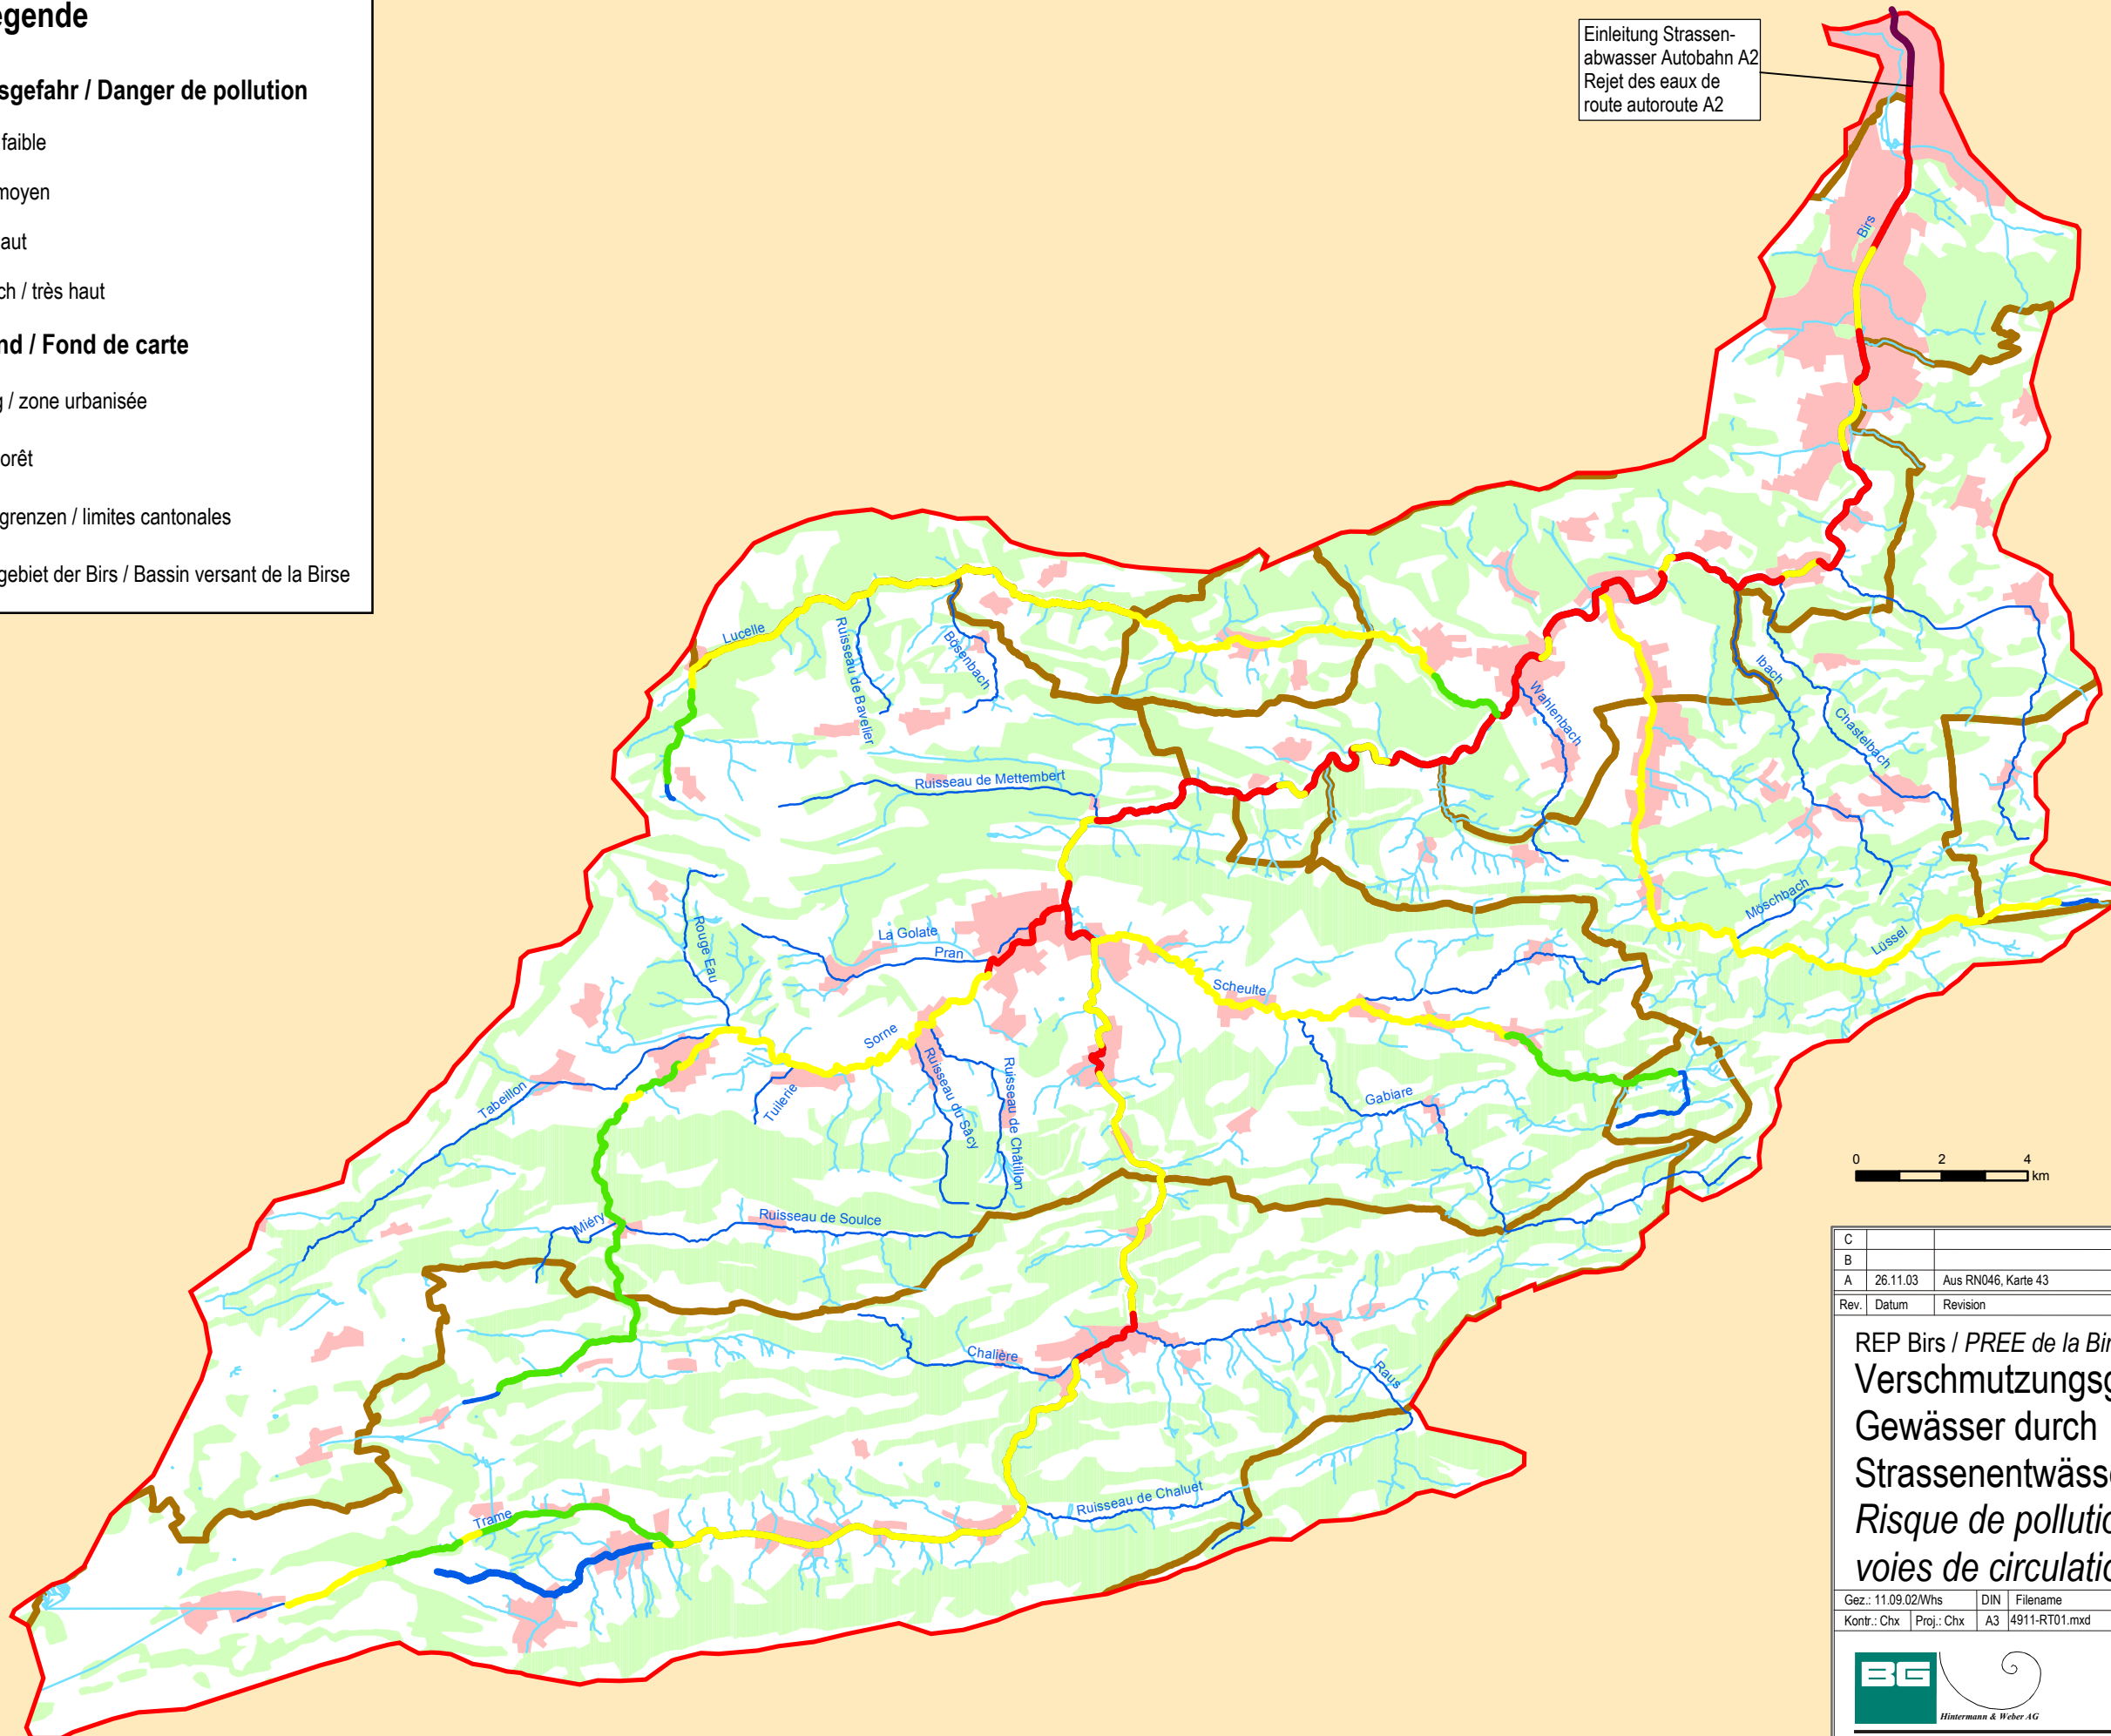 egende
sgefahr / Danger de pollution
faible
moyen
aut
ch / très haut
nd / Fond de carte
g / zone urbanisée
orêt
grenzen / limites cantonales
gebiet der Birs / Bassin versant de la Birse
Einleitung Strassen-
abwasser Autobahn A2
Rejet des eaux de
route autoroute A2
Birs
Lucelle
Ruisseau de Bavelier
Bösenbach
Wahlenbach
Ibach
Chastelbach
Ruisseau de Mettembert
Möschbach
Lüssel
Rouge Eau
La Golate
Pran
Scheulte
Sorne
Tabeillon
Tuilerie
Ruisseau du Sâcy
Ruisseau de Châtillon
Gabiare
Miéry
Ruisseau de Soulce
Chalière
Raus
Trame
Ruisseau de Chaluet
0 2 4
km
C
B
A 26.11.03 Aus RN046, Karte 43
Rev. Datum Revision
REP Birs / PREE de la Bir
Verschmutzungsg
Gewässer durch
Strassenentwässe
Risque de pollutio
voies de circulatio
Gez.: 11.09.02/Whs DIN Filename
Kontr.: Chx Proj.: Chx A3 4911-RT01.mxd
BG
Hintermann & Weber AG